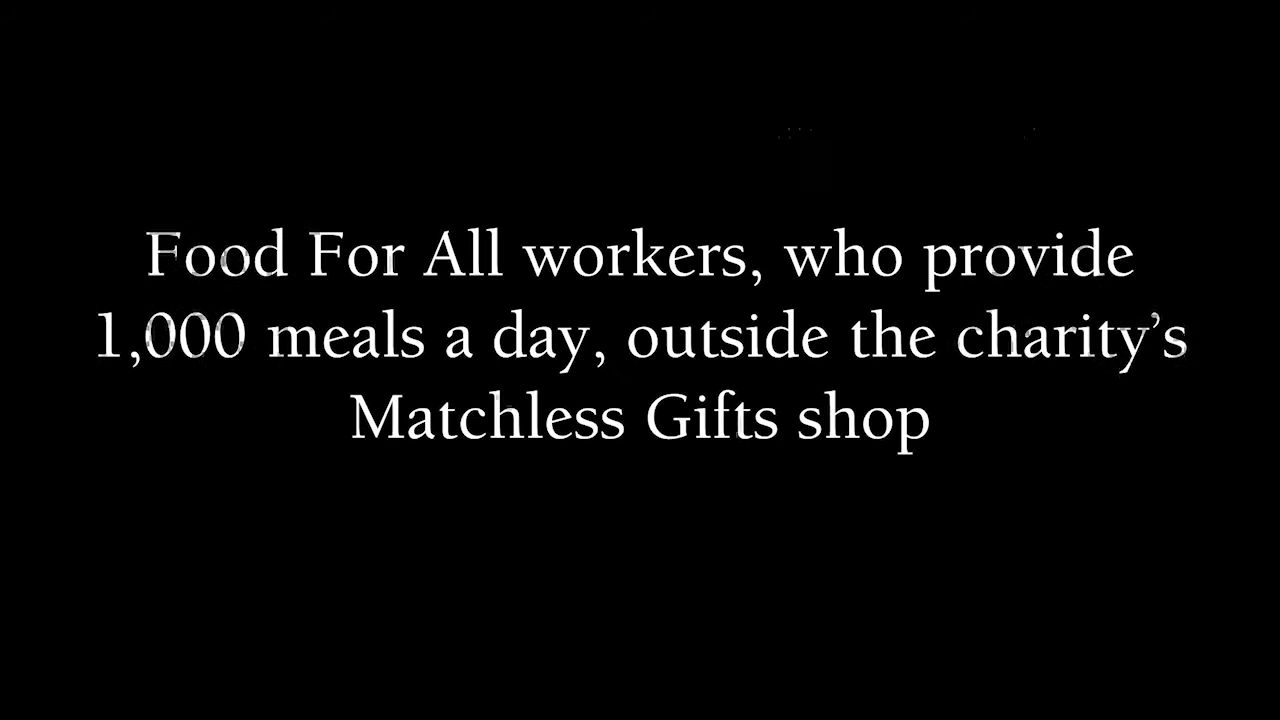 Food For All workers, who provide
1,000 meals a day, outside the charity’s
Matchless Gifts shop